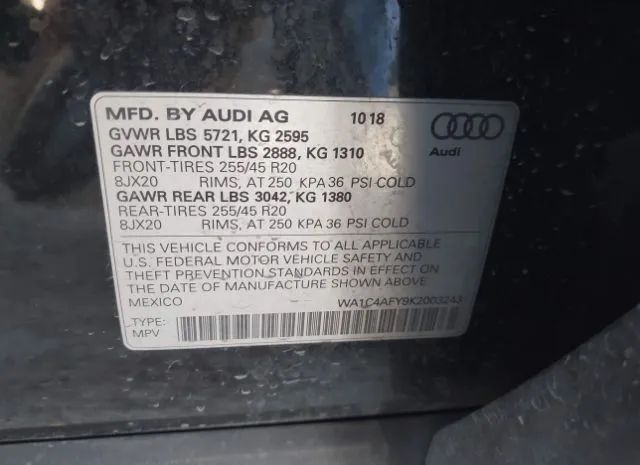 MFD. BY AUDI AG 10 18
GVWR LBS 5721, KG 2595
GAWR FRONT LBS 2888, KG 1310
FRONT-TIRES 255/45 R20
8JX20 RIMS, AT 250 KPA 36 PSI COLD
GAWR REAR LBS 3042, KG 1380
REAR-TIRES 255/45 R20
8JX20 RIMS, AT 250 KPA 36 PSI COLD
Audi
THIS VEHICLE CONFORMS TO ALL APPLICABLE
U.S. FEDERAL MOTOR VEHICLE SAFETY AND
THEFT PREVENTION STANDARDS IN EFFECT ON
THE DATE OF MANUFACTURE SHOWN ABOVE
MEXICO WA1C4AFY9K2003243
TYPE:
MPV